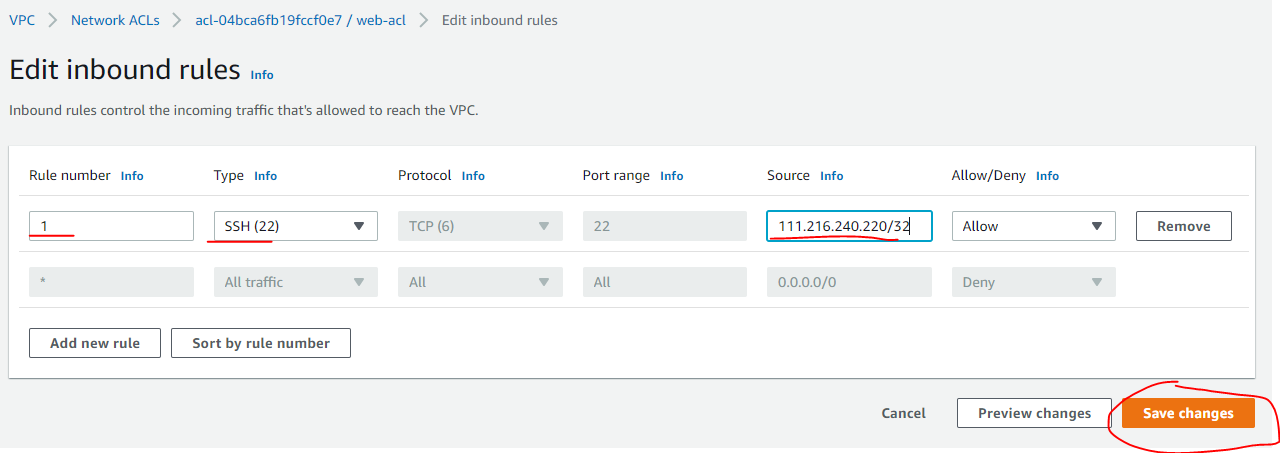 VPC > Network ACLs > acl-04bca6fb19fccf0e7 / web-acl > Edit inbound rules
Edit inbound rules Info
Inbound rules control the incoming traffic that's allowed to reach the VPC.
Rule number Info Type Info Protocol Info Port range Info Source Info Allow/Deny Info
1 SSH (22) TCP (6) 22 111.216.240.220/32 Allow Remove
* All traffic All All 0.0.0.0/0 Deny
Add new rule Sort by rule number
Cancel Preview changes Save changes